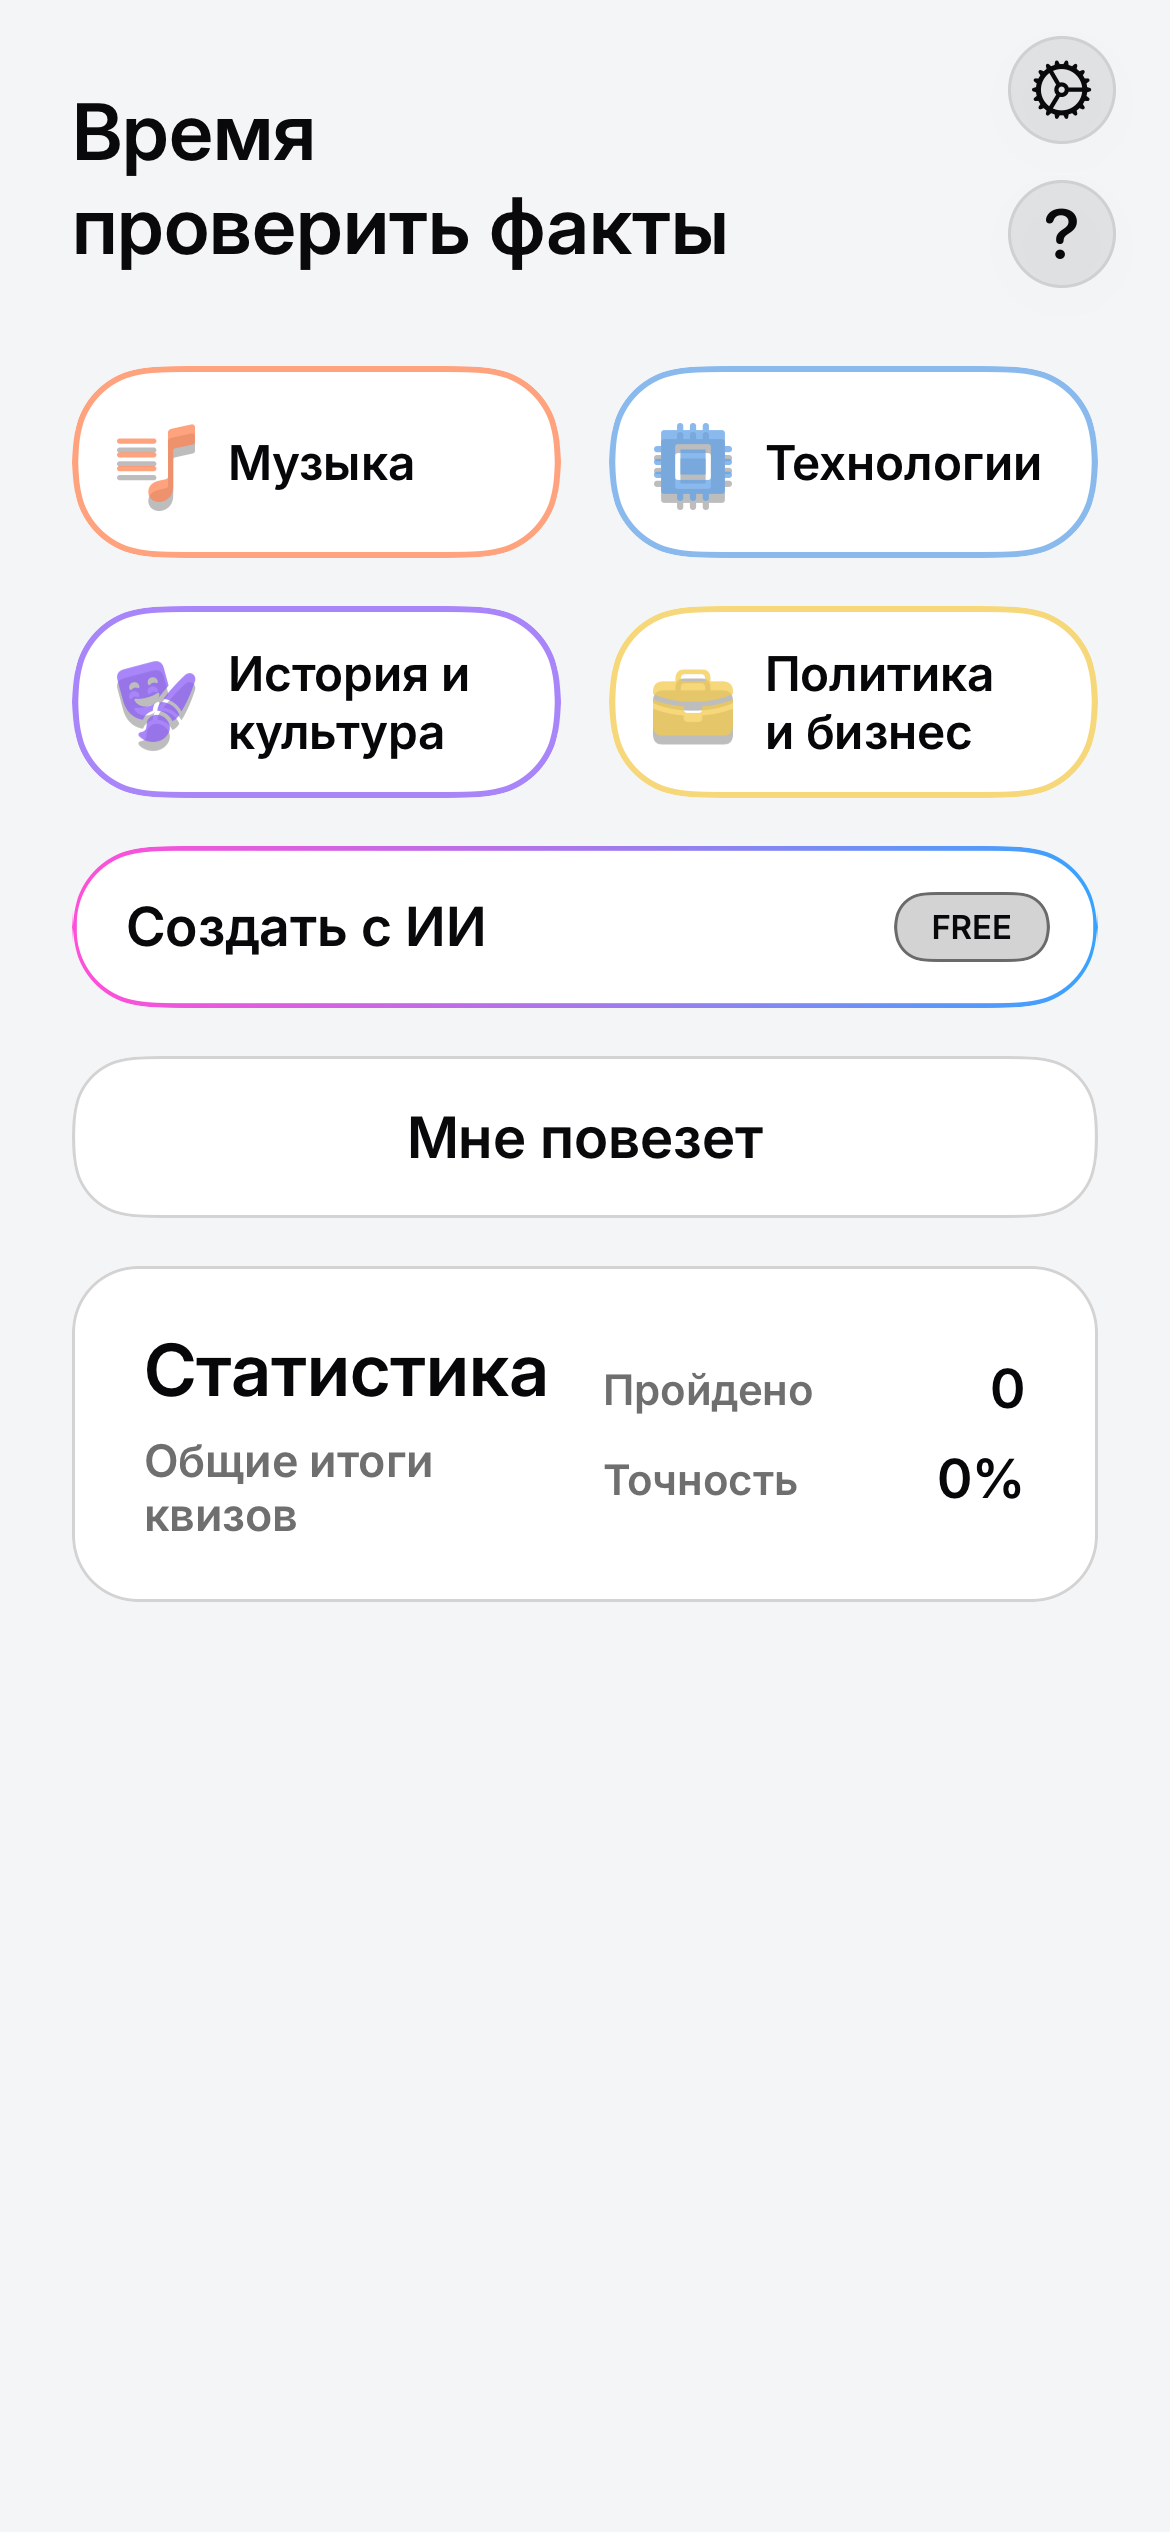 Время
проверить факты
?
Музыка
Технологии
История и
культура
Политика
и бизнес
Создать с ИИ
FREE
Мне повезет
Статистика
Общие итоги
квизов
Пройдено 0
Точность 0%